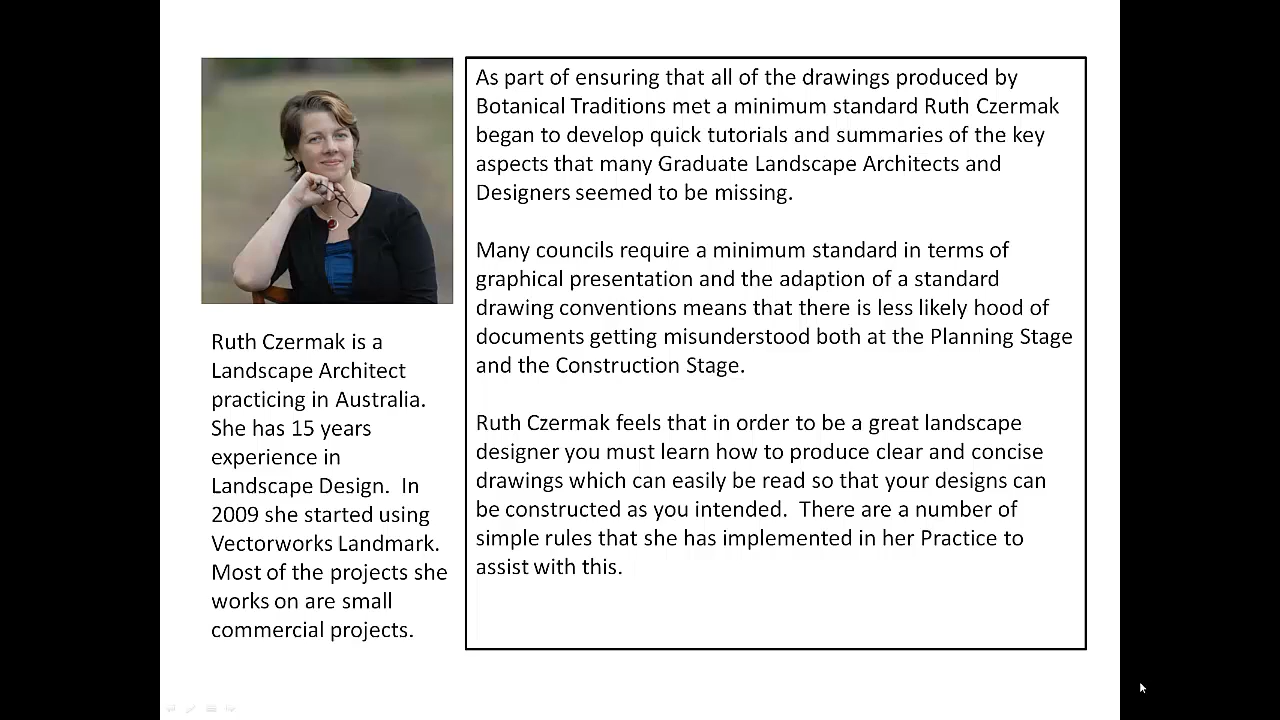 As part of ensuring that all of the drawings produced by
Botanical Traditions met a minimum standard Ruth Czermak
began to develop quick tutorials and summaries of the key
aspects that many Graduate Landscape Architects and
Designers seemed to be missing.
Many councils require a minimum standard in terms of
graphical presentation and the adaption of a standard
drawing conventions means that there is less likely hood of
documents getting misunderstood both at the Planning Stage
and the Construction Stage.
Ruth Czermak feels that in order to be a great landscape
designer you must learn how to produce clear and concise
drawings which can easily be read so that your designs can
be constructed as you intended.  There are a number of
simple rules that she has implemented in her Practice to
assist with this.
Ruth Czermak is a
Landscape Architect
practicing in Australia.
She has 15 years
experience in
Landscape Design.  In
2009 she started using
Vectorworks Landmark.
Most of the projects she
works on are small
commercial projects.